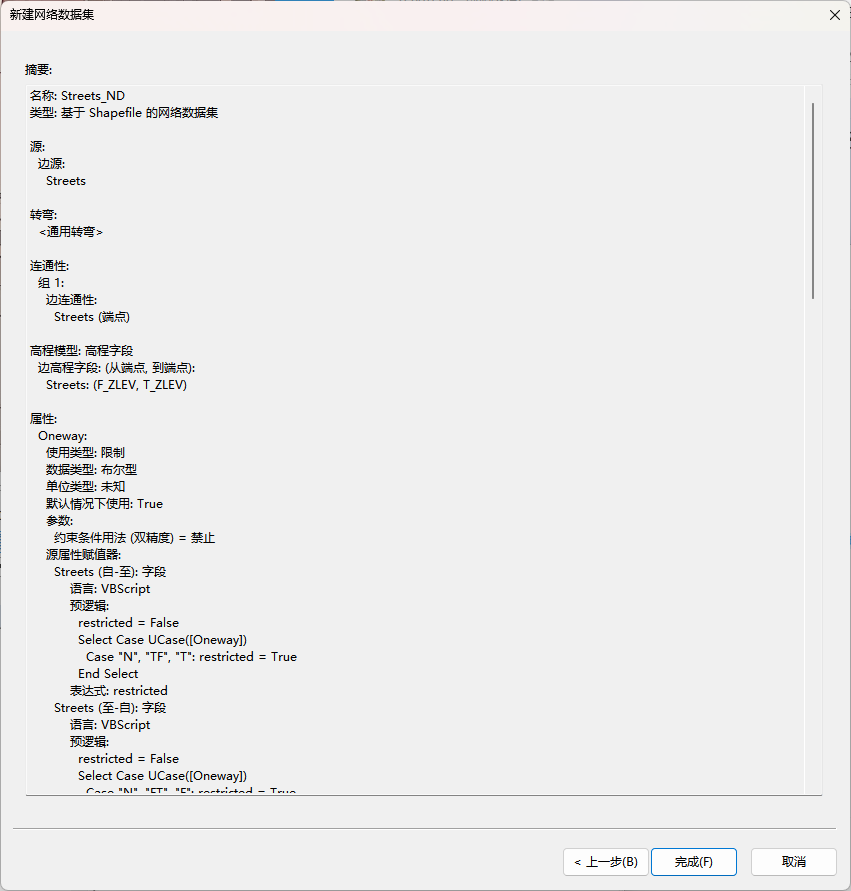 新建网络数据集
摘要:
名称: Streets_ND
类型: 基于 Shapefile 的网络数据集
源:
边源:
Streets
转弯:
<通用转弯>
连通性:
组 1:
边连通性:
Streets (端点)
高程模型: 高程字段
边高程字段: (从端点, 到端点):
Streets: (F_ZLEV, T_ZLEV)
属性:
Oneway:
使用类型: 限制
数据类型: 布尔型
单位类型: 未知
默认情况下使用: True
参数:
约束条件用法 (双精度) = 禁止
源属性赋值器:
Streets (自-至): 字段
语言: VBScript
预逻辑:
restricted = False
Select Case UCase([Oneway])
Case "N", "TF", "T": restricted = True
End Select
表达式: restricted
Streets (至-自): 字段
语言: VBScript
预逻辑:
restricted = False
Select Case UCase([Oneway])
Case "N", "FT", "F": restricted = True
< 上一步(B)
完成(F)
取消